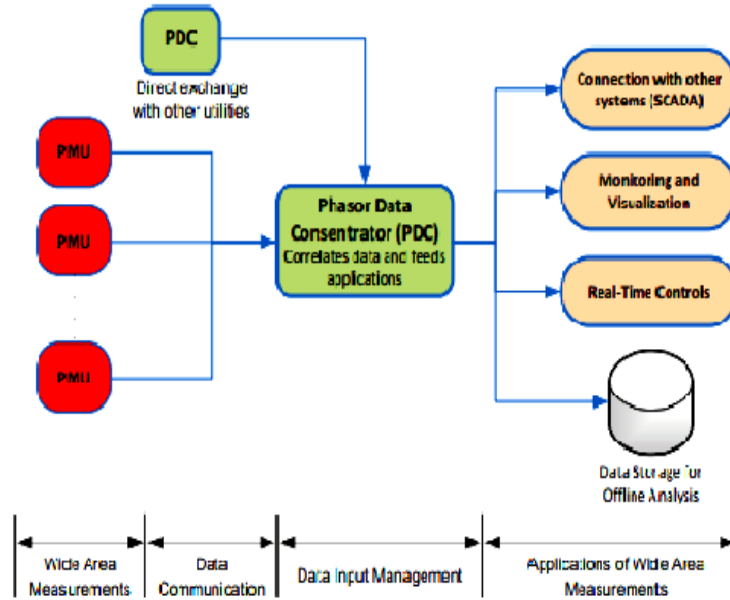 PDC
Direct exchange
with other utilities
PMU
PMU
PMU
Phasor Data
Consentrator (PDC)
Correlates data and feeds
applications
Connection with other
systems (SCADA)
Monitoring and
Visualization
Real-Time Controls
Data Storage for
Offline Analysis
Wide Area
Measurements
Data
Communication
Data Input Management
Applications of Wide Area
Measurements